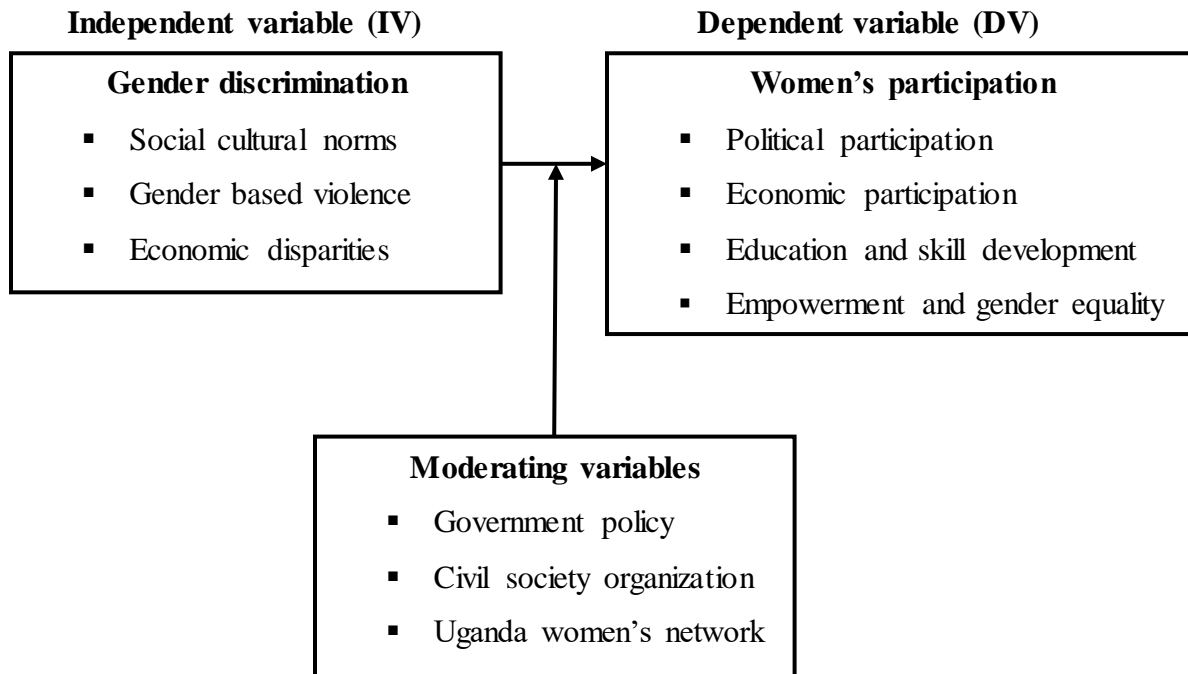 Independent variable (IV)
Gender discrimination
▪ Social cultural norms
▪ Gender based violence
▪ Economic disparities
Dependent variable (DV)
Women’s participation
▪ Political participation
▪ Economic participation
▪ Education and skill development
▪ Empowerment and gender equality
Moderating variables
▪ Government policy
▪ Civil society organization
▪ Uganda women’s network